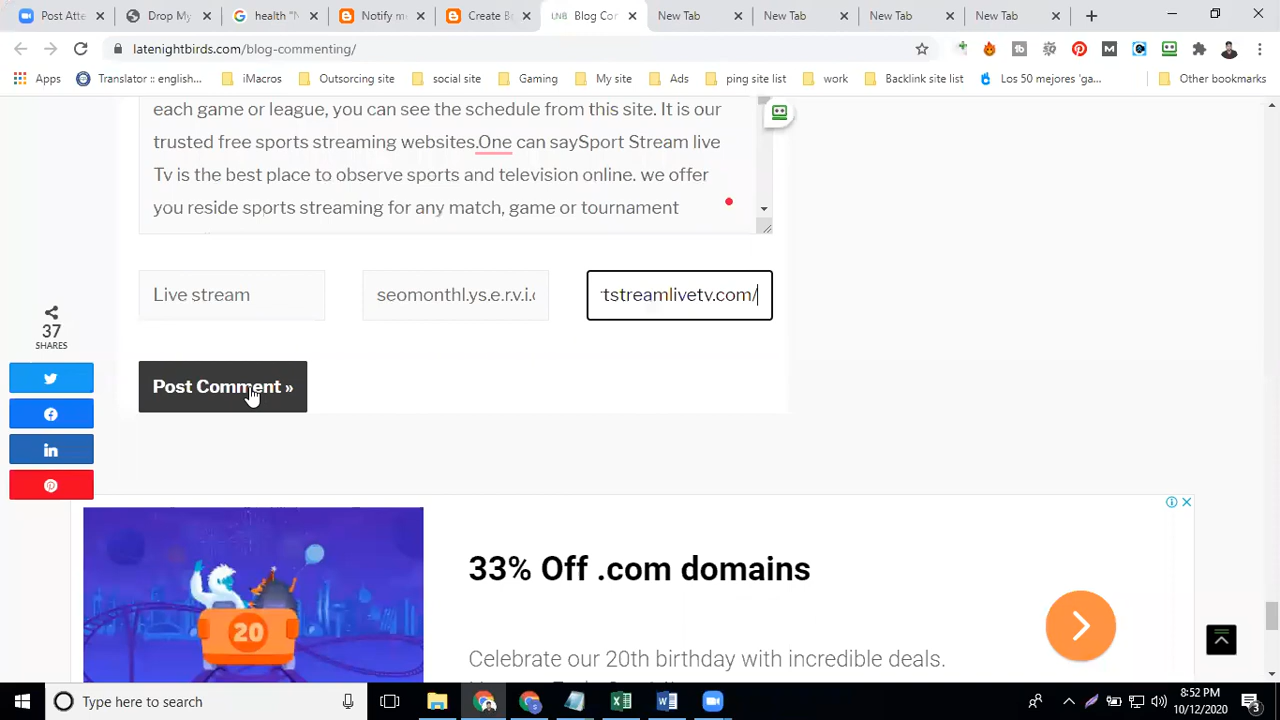 Post Atte
Drop My
health "N
Notify m
Create B
LNB Blog Cor
New Tab
New Tab
New Tab
New Tab
latenightbirds.com/blog-commenting/
Apps
Translator :: english...
iMacros
Outsorcing site
social site
Gaming
My site
Ads
ping site list
work
Backlink site list
Los 50 mejores 'ga...
Other bookmarks
each game or league, you can see the schedule from this site. It is our
trusted free sports streaming websites.One can saySport Stream live
Tv is the best place to observe sports and television online. we offer
you reside sports streaming for any match, game or tournament
Live stream
seomonthl.ys.e.r.v.i.c
tstreamlivetv.com/
37
SHARES
Post Comment »
33% Off .com domains
20
Celebrate our 20th birthday with incredible deals.
Type here to search
8:52 PM
10/12/2020
3